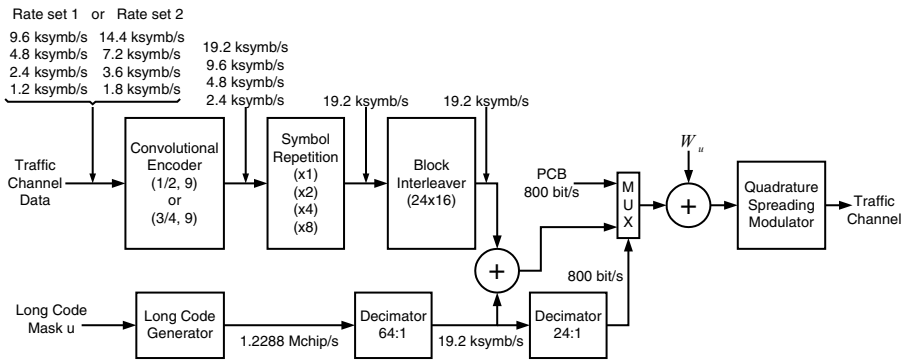 Rate set 1 or Rate set 2
9.6 ksymb/s 14.4 ksymb/s
4.8 ksymb/s 7.2 ksymb/s
2.4 ksymb/s 3.6 ksymb/s
1.2 ksymb/s 1.8 ksymb/s
19.2 ksymb/s
9.6 ksymb/s
4.8 ksymb/s
2.4 ksymb/s
19.2 ksymb/s
19.2 ksymb/s
Traffic
Channel
Data
Convolutional
Encoder
(1/2, 9)
or
(3/4, 9)
Symbol
Repetition
(x1)
(x2)
(x4)
(x8)
Block
Interleaver
(24x16)
PCB
800 bit/s
MUX
W u
+
Quadrature
Spreading
Modulator
Traffic
Channel
+
800 bit/s
Long Code
Mask u
Long Code
Generator
1.2288 Mchip/s
Decimator
64:1
19.2 ksymb/s
Decimator
24:1